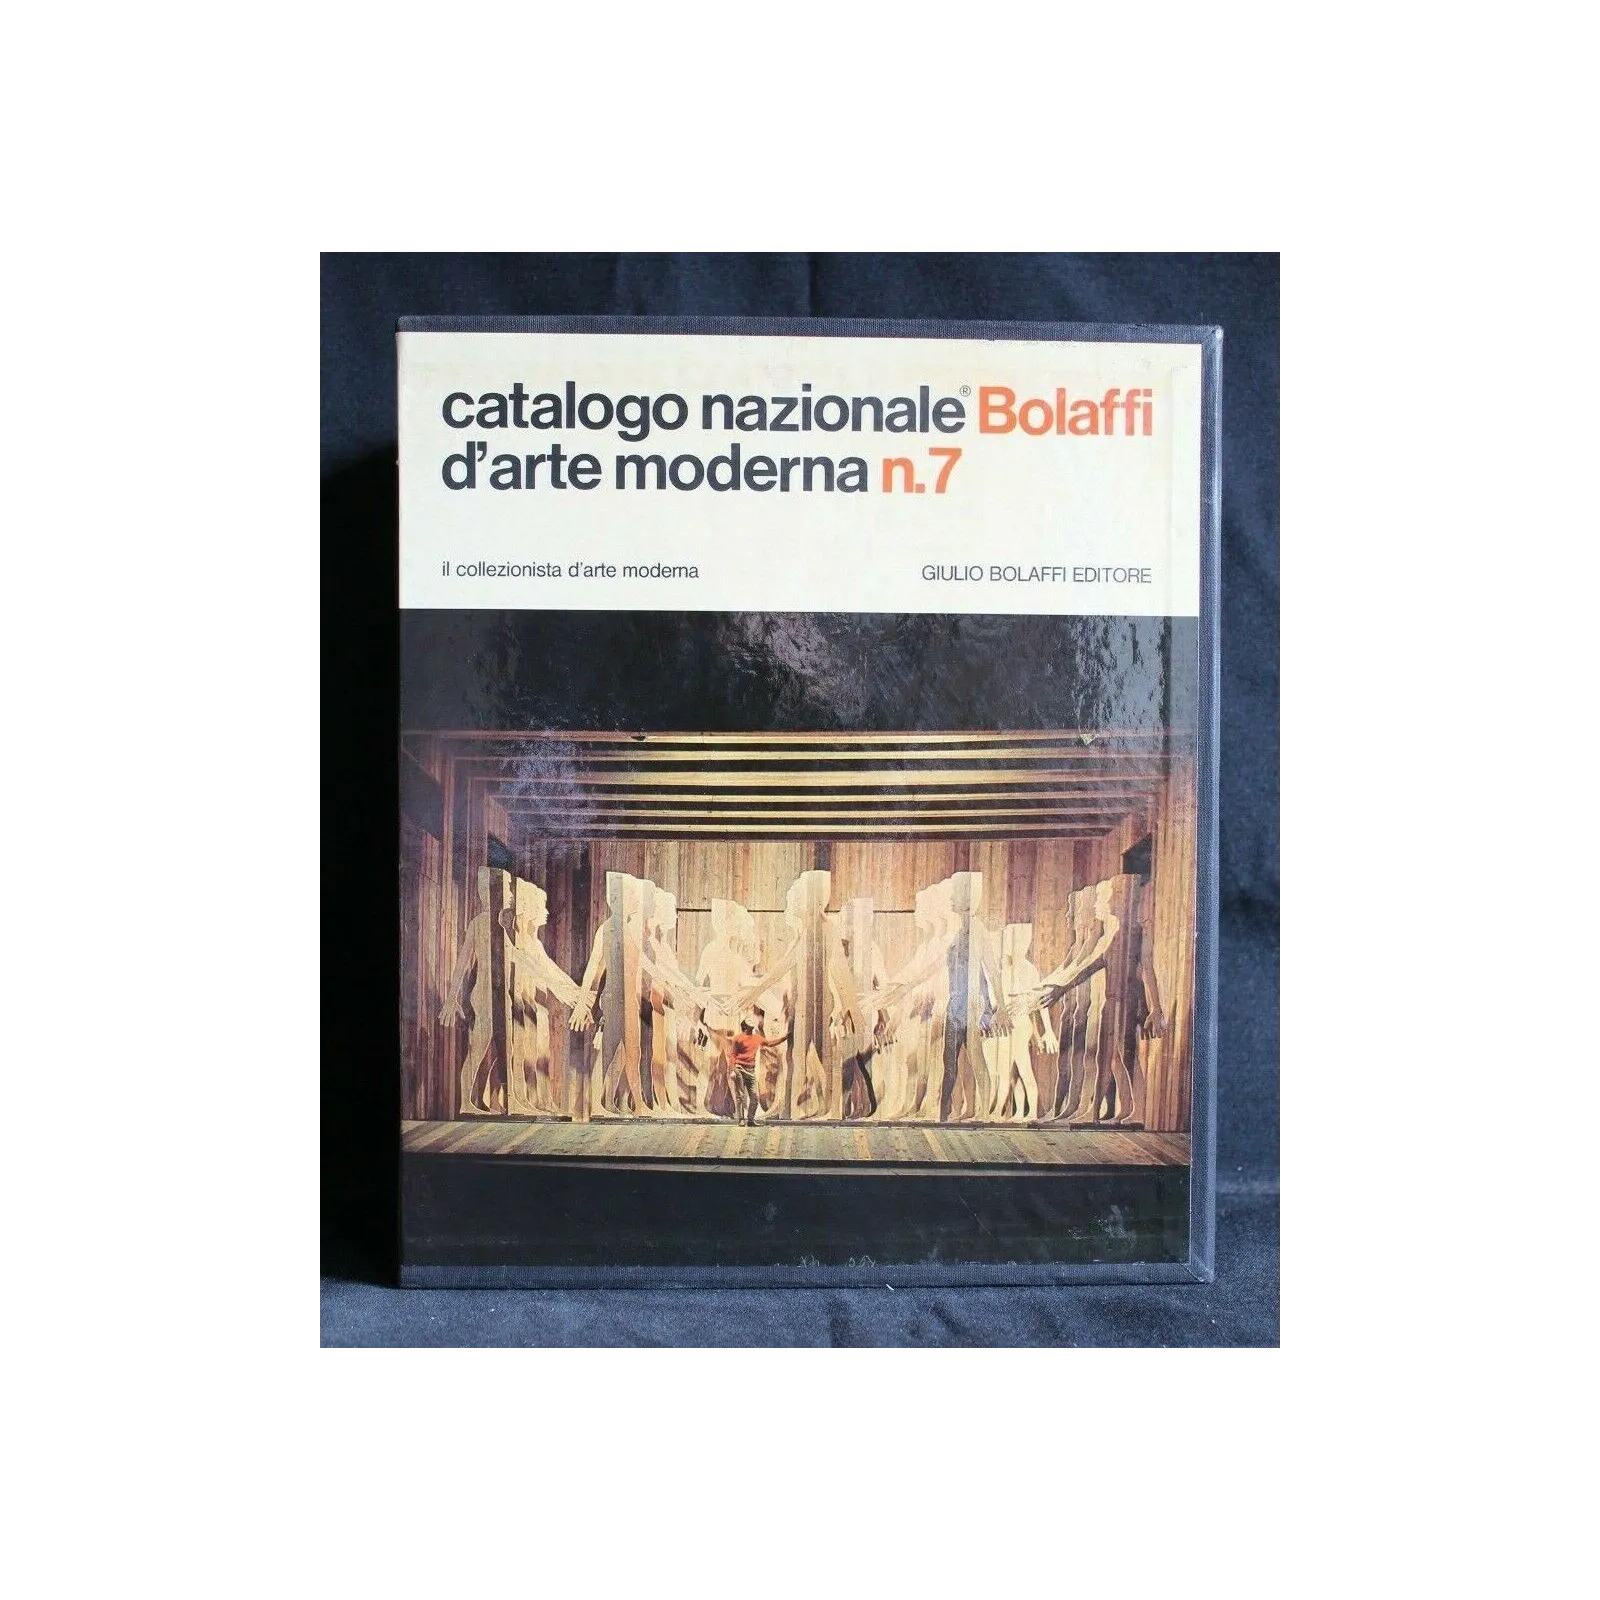 catalogo nazionale® Bolaffi
d'arte moderna n.7
il collezionista d'arte moderna GIULIO BOLAFFI EDITORE